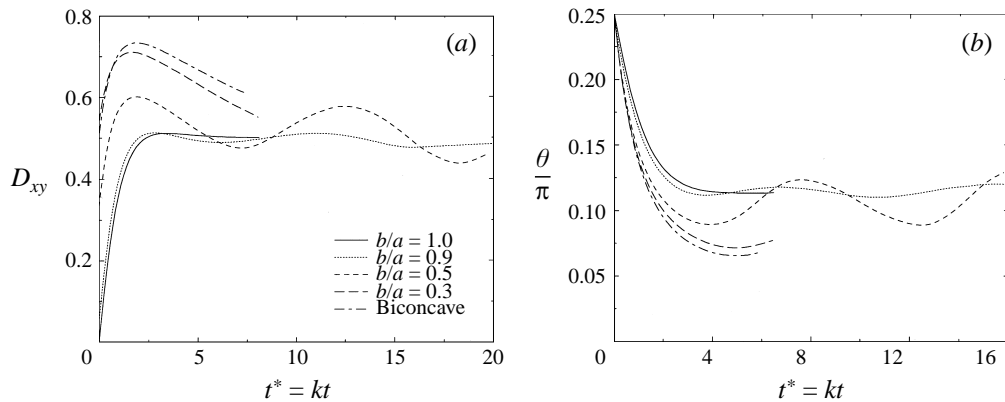 (a)
0.8
0.6
0.4
0.2
0
D_xy
b/a = 1.0
b/a = 0.9
b/a = 0.5
b/a = 0.3
Biconcave
0 5 10 15 20
t* = kt
(b)
0.25
0.20
0.15
0.10
0.05
0
θ
π
0 4 8 12 16
t* = kt